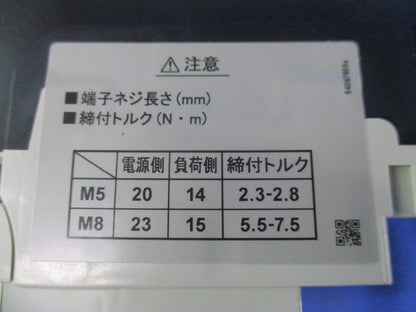 ⚠注意
■端子ネジ長さ(mm)
■締付トルク(N・m)
電源側 負荷側 締付トルク
M5 20 14 2.3-2.8
M8 23 15 5.5-7.5